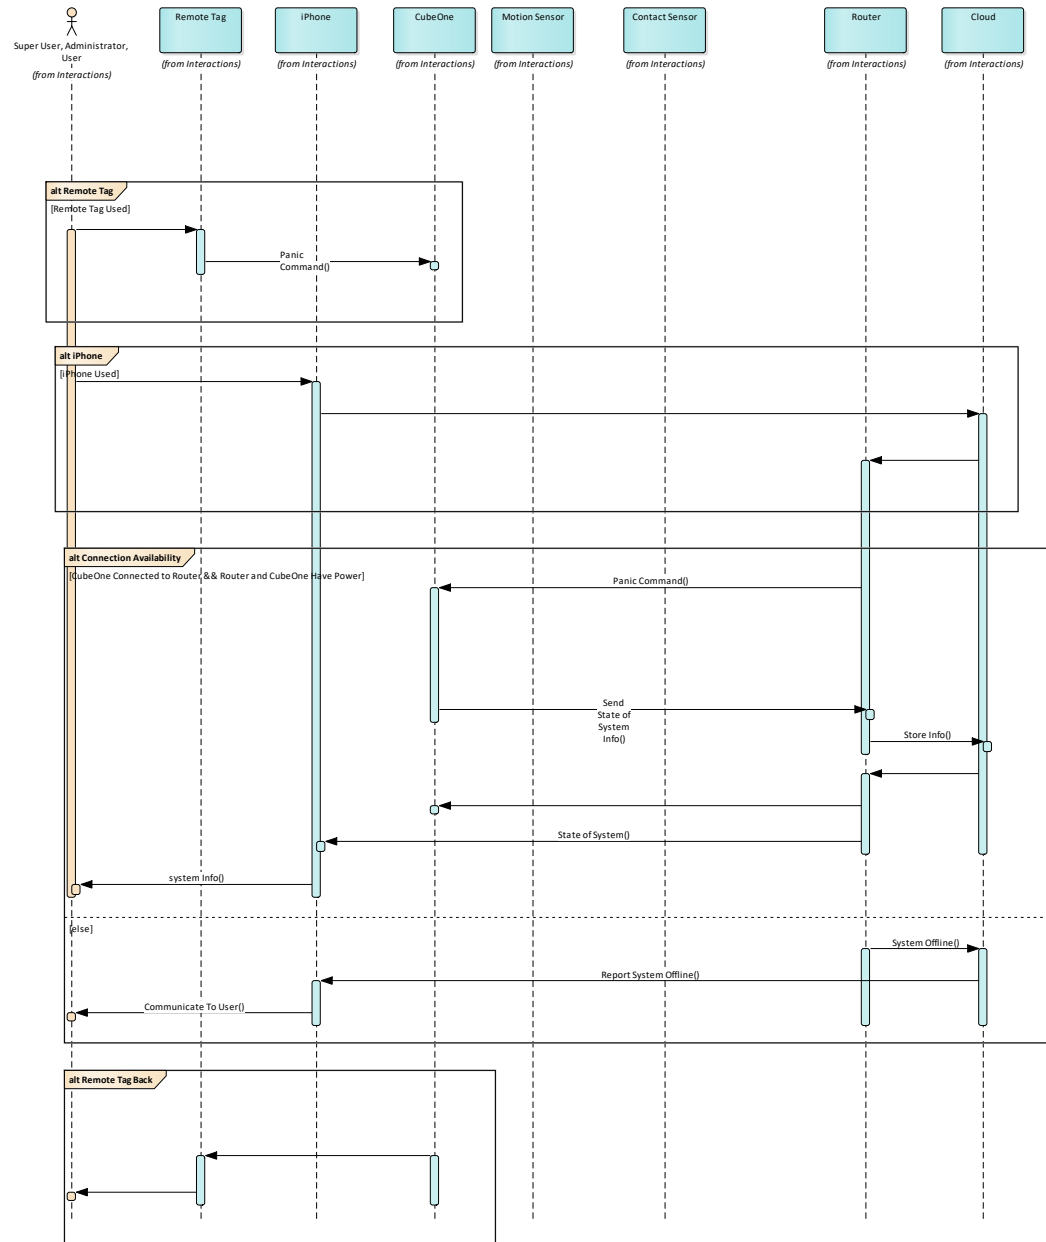 Remote Tag
iPhone
CubeOne
Motion Sensor
Contact Sensor
Router
Cloud
Super User, Administrator,
User
(from Interactions)
(from Interactions)
(from Interactions)
(from Interactions)
(from Interactions)
(from Interactions)
(from Interactions)
(from Interactions)
alt Remote Tag
[Remote Tag Used]
Panic
Command()
alt iPhone
[iPhone Used]
alt Connection Availability
[CubeOne Connected to Router && Router and CubeOne Have Power]
Panic Command()
Send
State of
System
Info()
Store Info()
State of System()
system Info()
[else]
System Offline()
Report System Offline()
Communicate To User()
alt Remote Tag Back